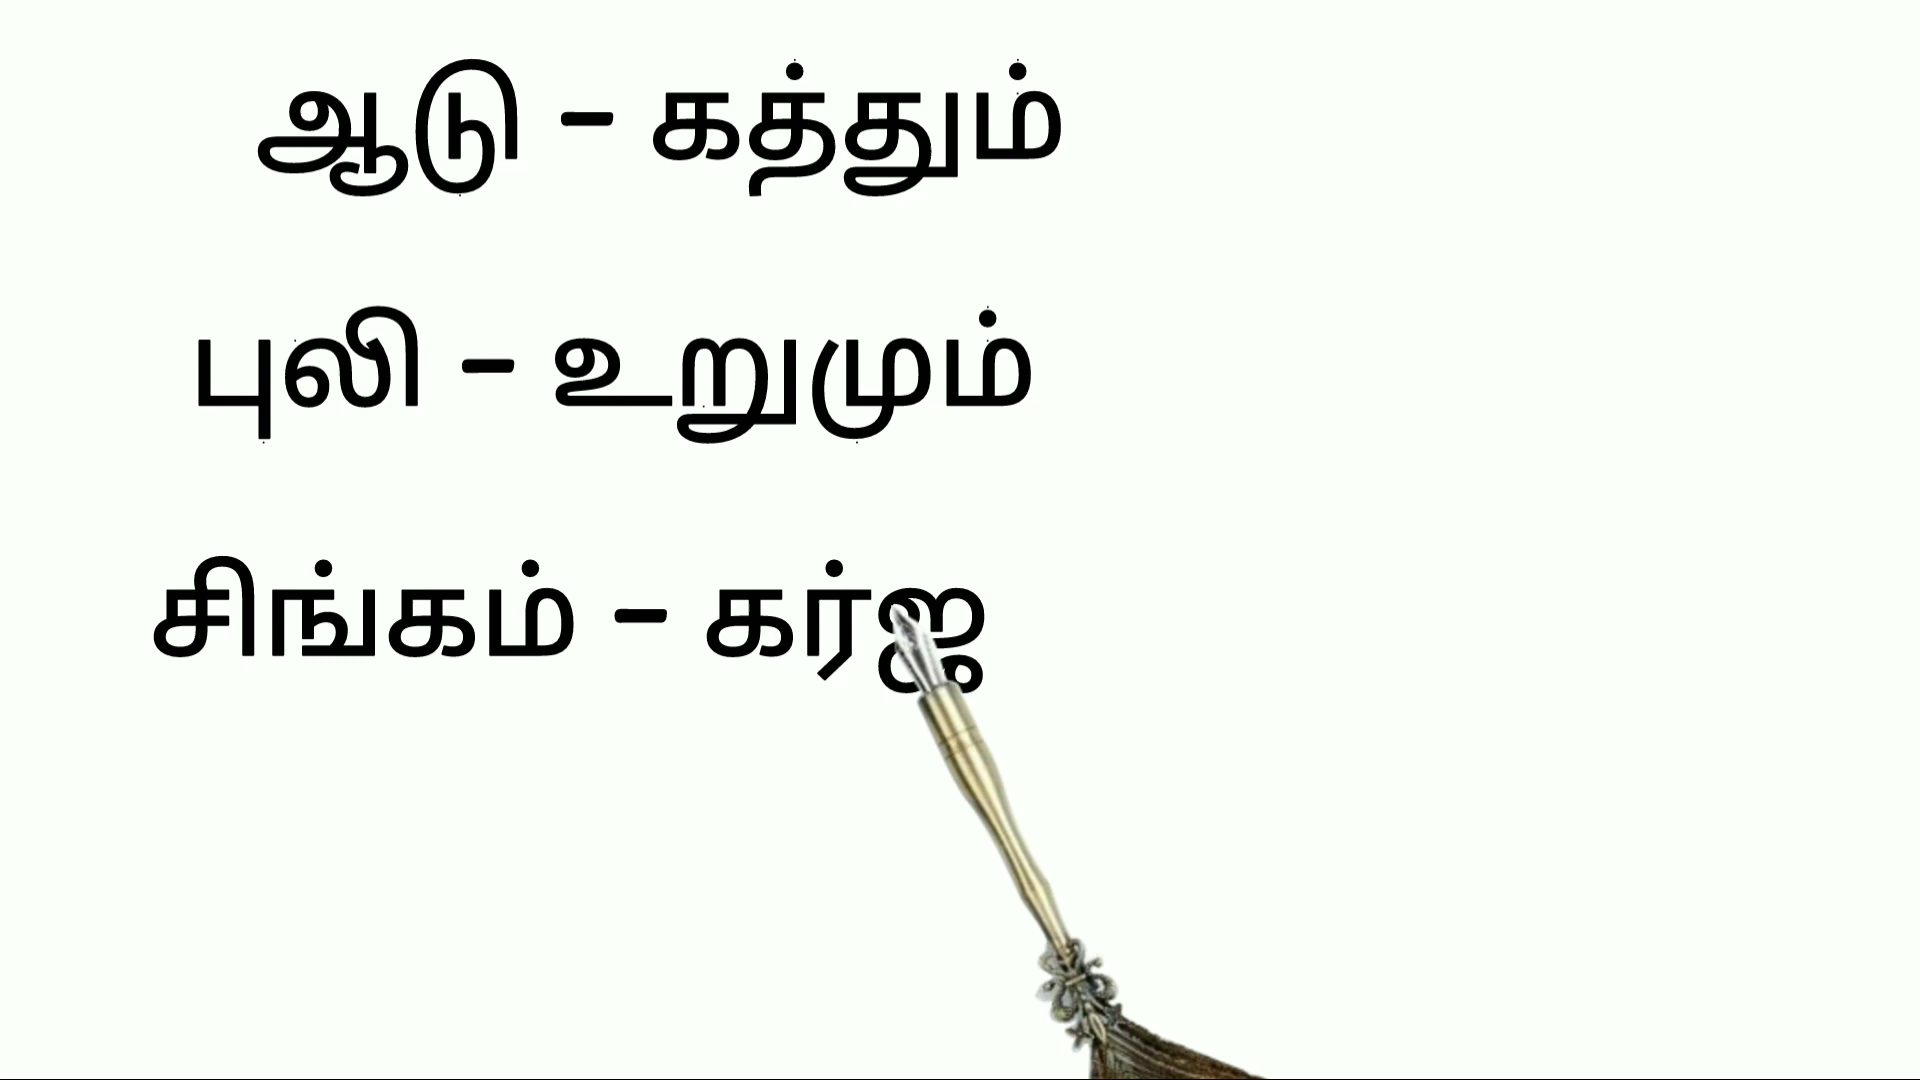 ஆடு - கத்தும்
புலி - உறுமும்
சிங்கம் - கர்ஜ